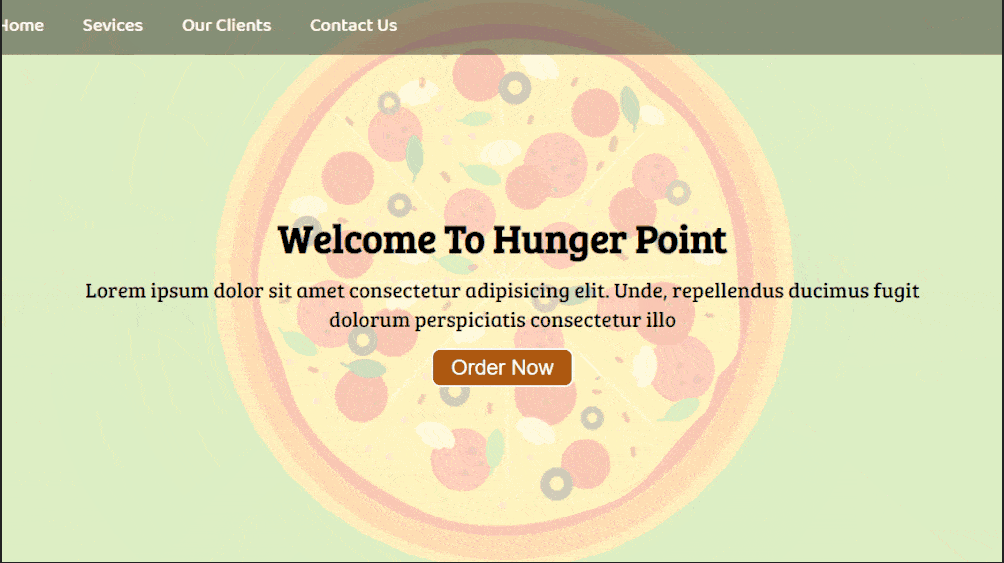 Home Sevices Our Clients Contact Us
Welcome To Hunger Point
Lorem ipsum dolor sit amet consectetur adipisicing elit. Unde, repellendus ducimus fugit
dolorum perspiciatis consectetur illo
Order Now